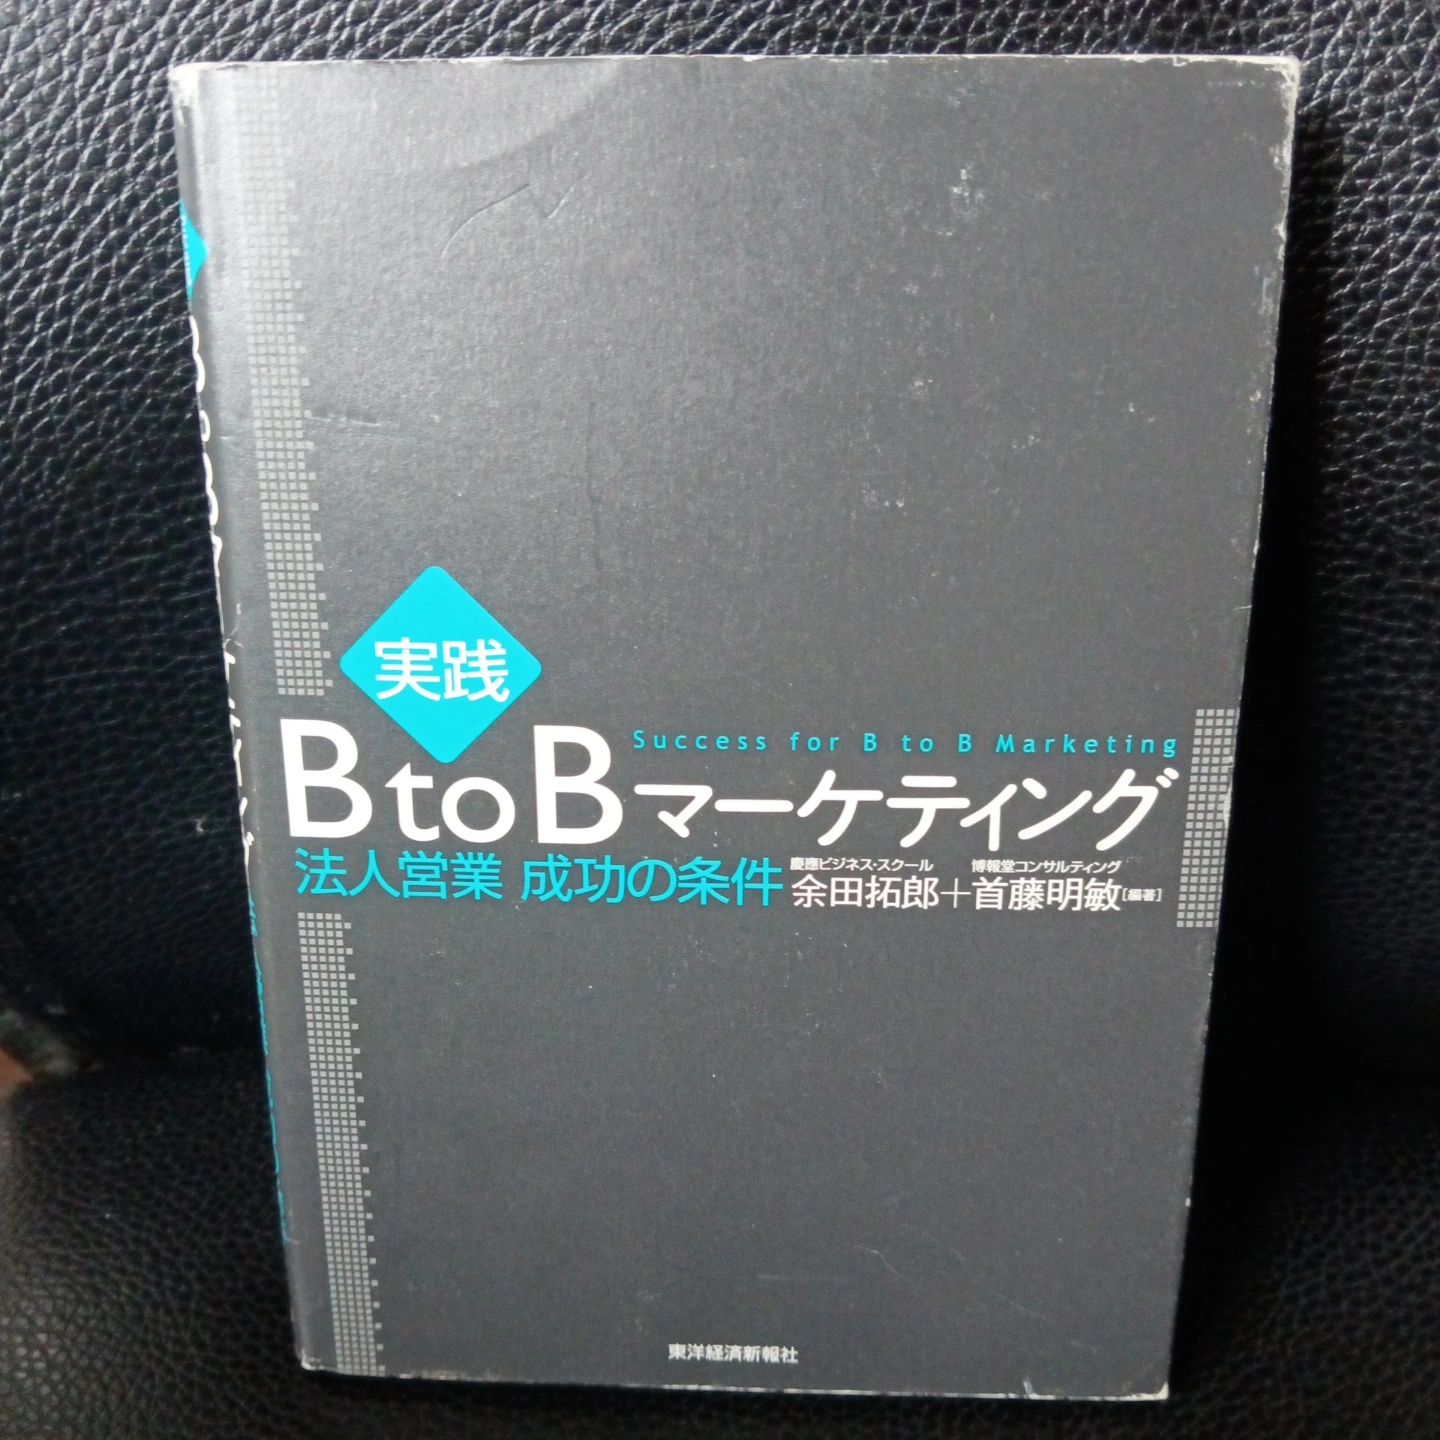 実践
Success for B to B Marketing
B to B マーケティング
法人営業 成功の条件
慶應ビジネス・スクール 博報堂コンサルティング
余田拓郎+首藤明敏[編著]
東洋経済新報社